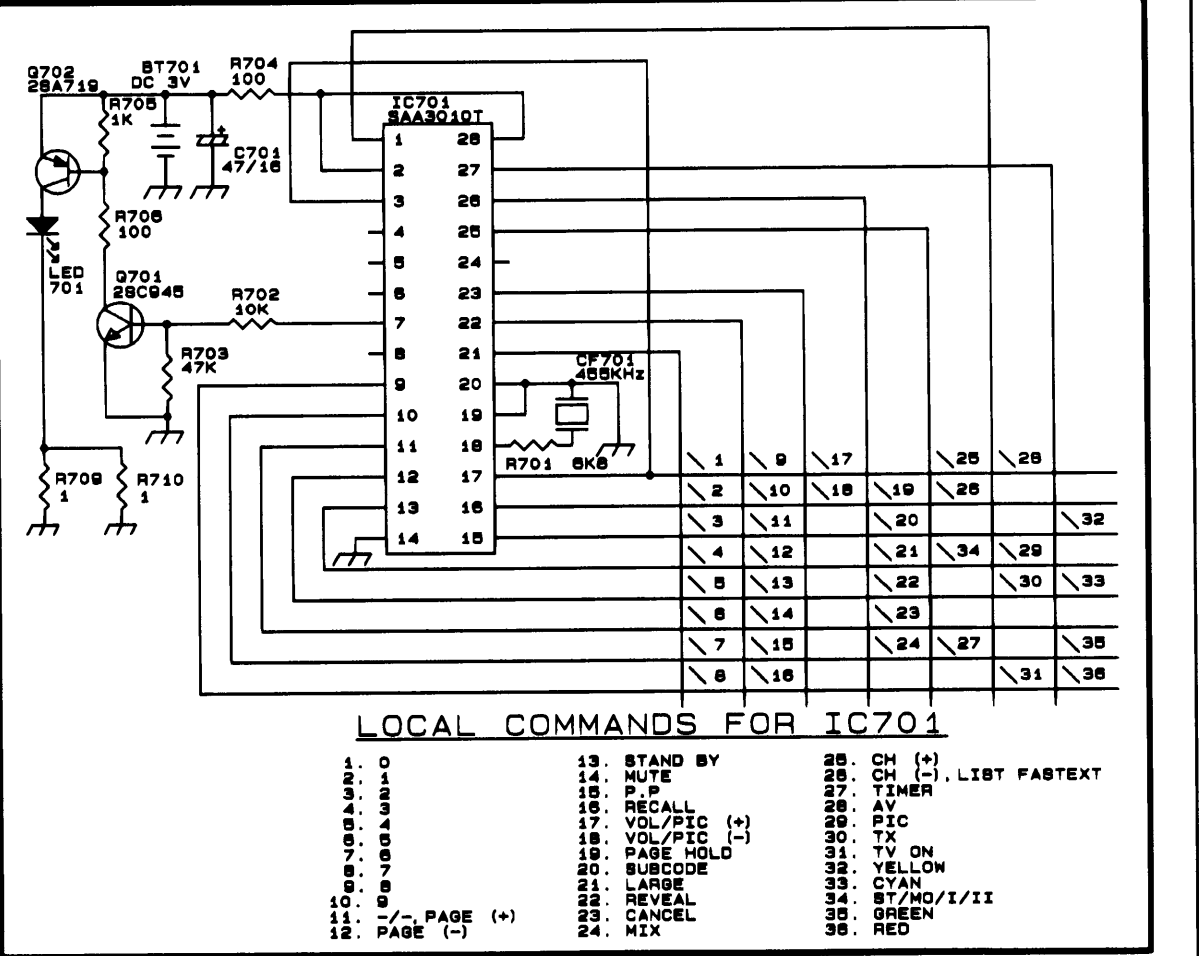 Q702
2SA719
BT701
DC 3V
R704
100
R705
1K
C701
47/16
+
IC701
SAA3010T
1 28
2 27
3 26
4 25
5 24
6 23
7 22
8 21
9 20
10 19
11 18
12 17
13 16
14 15
R706
100
LED
701
Q701
2SC945
R702
10K
R703
47K
R709
1
R710
1
CF701
455KHz
R701 6K8
1 9 17 25 28
2 10 18 19 26
3 11 20 32
4 12 21 34 29
5 13 22 30 33
6 14 23
7 15 24 27 35
8 16 31 36
LOCAL COMMANDS FOR IC701
1. 0
2. 1
3. 2
4. 3
5. 4
6. 5
7. 6
8. 7
9. 8
10. 9
11. -/-, PAGE (+)
12. PAGE (-)
13. STAND BY
14. MUTE
15. P.P
16. RECALL
17. VOL/PIC (+)
18. VOL/PIC (-)
19. PAGE HOLD
20. SUBCODE
21. LARGE
22. REVEAL
23. CANCEL
24. MIX
25. CH (+)
26. CH (-), LIST FASTEXT
27. TIMER
28. AV
29. PIC
30. TX
31. TV ON
32. YELLOW
33. CYAN
34. ST/MO/I/II
35. GREEN
36. RED